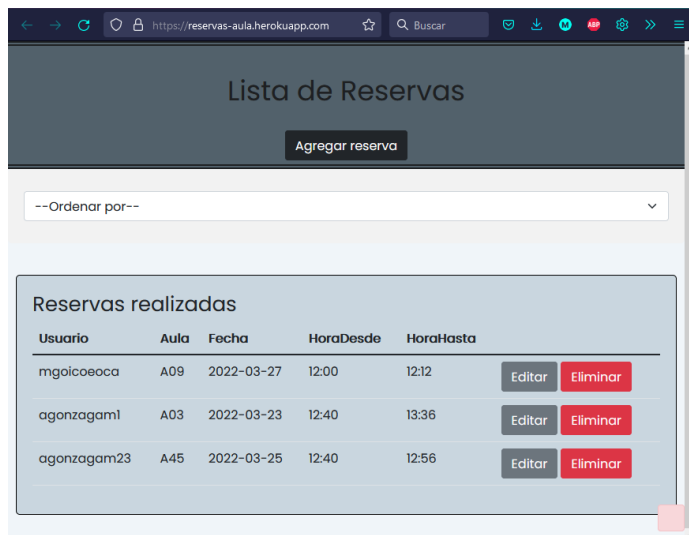 https://reservas-aula.herokuapp.com
Buscar
M
ABP
Lista de Reservas
Agregar reserva
--Ordenar por--
Reservas realizadas
Usuario Aula Fecha HoraDesde HoraHasta
mgoicoeoca A09 2022-03-27 12:00 12:12 Editar Eliminar
agonzagam1 A03 2022-03-23 12:40 13:36 Editar Eliminar
agonzagam23 A45 2022-03-25 12:40 12:56 Editar Eliminar